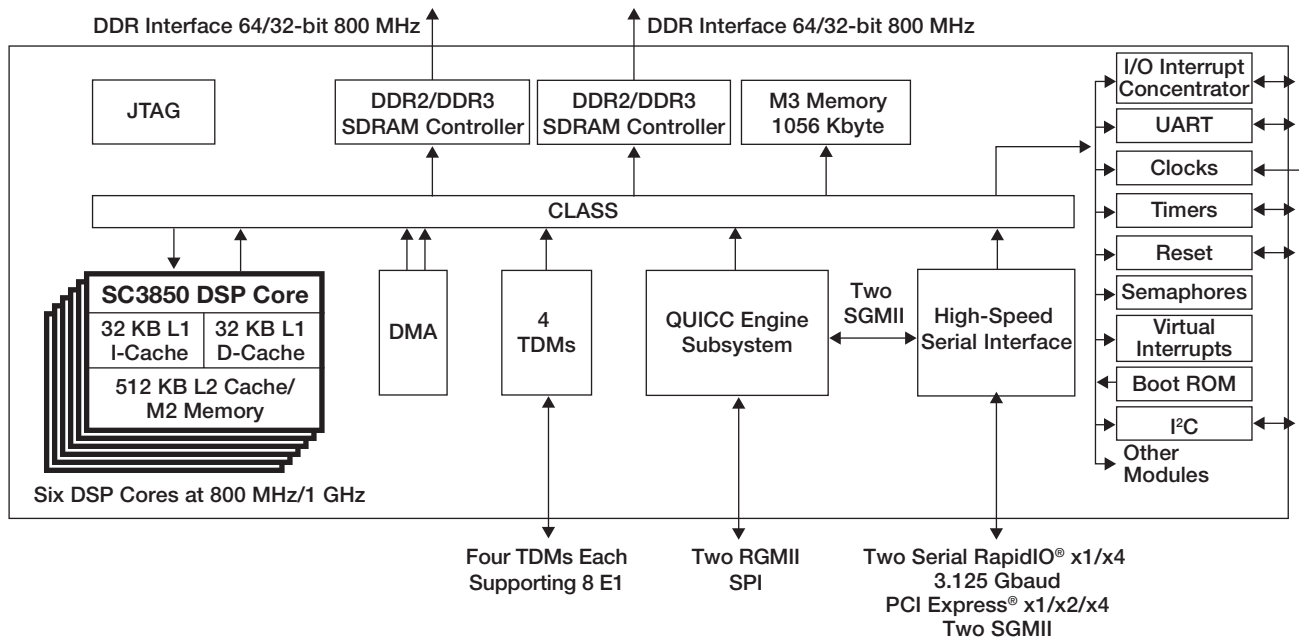 DDR Interface 64/32-bit 800 MHz
DDR Interface 64/32-bit 800 MHz
JTAG
DDR2/DDR3
SDRAM Controller
DDR2/DDR3
SDRAM Controller
M3 Memory
1056 Kbyte
I/O Interrupt
Concentrator
UART
Clocks
Timers
Reset
Semaphores
Virtual
Interrupts
Boot ROM
I²C
Other
Modules
CLASS
SC3850 DSP Core
32 KB L1
I-Cache
32 KB L1
D-Cache
512 KB L2 Cache/
M2 Memory
Six DSP Cores at 800 MHz/1 GHz
DMA
4
TDMs
QUICC Engine
Subsystem
Two
SGMII
High-Speed
Serial Interface
Four TDMs Each
Supporting 8 E1
Two RGMII
SPI
Two Serial RapidIO® x1/x4
3.125 Gbaud
PCI Express® x1/x2/x4
Two SGMII